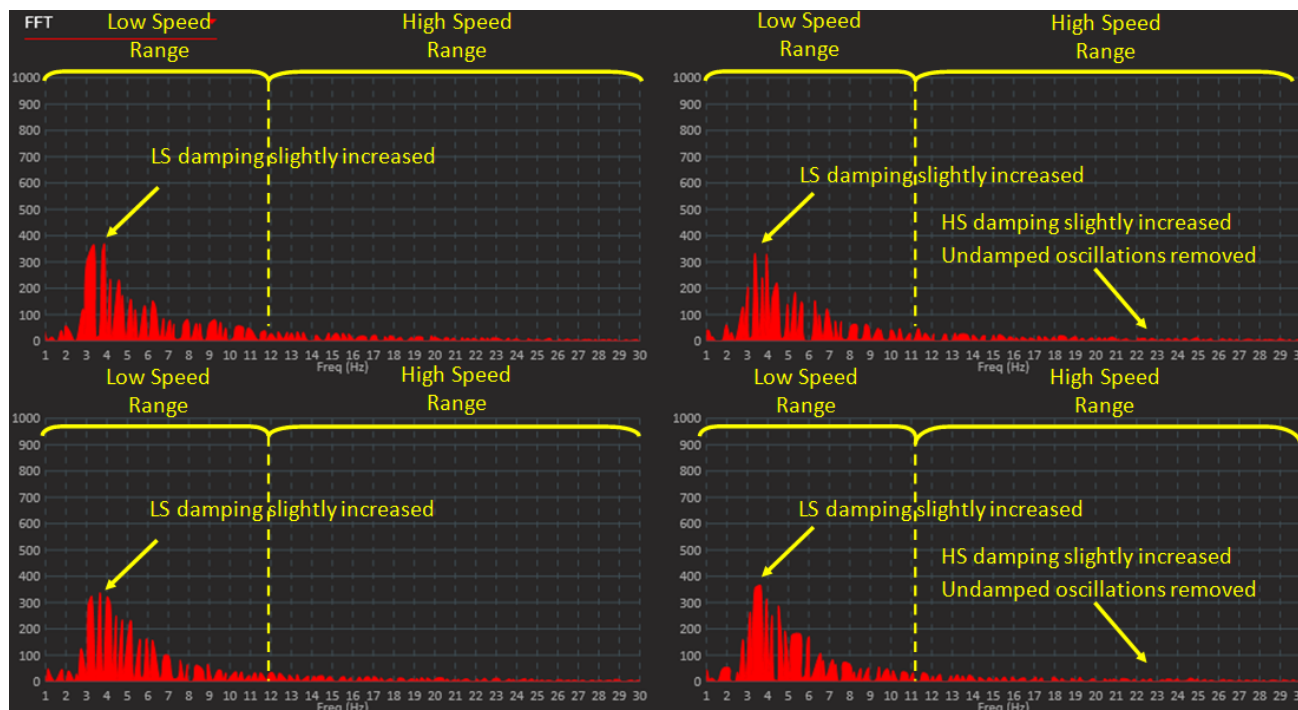 FFT
Low Speed
Range
High Speed
Range
1000
900
800
700
600
500
400
300
200
100
0
LS damping slightly increased
1 2 3 4 5 6 7 8 9 10 11 12 13 14 15 16 17 18 19 20 21 22 23 24 25 26 27 28 29 30
Freq (Hz)
Low Speed
Range
High Speed
Range
1000
900
800
700
600
500
400
300
200
100
0
LS damping slightly increased
HS damping slightly increased
Undamped oscillations removed
1 2 3 4 5 6 7 8 9 10 11 12 13 14 15 16 17 18 19 20 21 22 23 24 25 26 27 28 29
Freq (Hz)
Low Speed
Range
High Speed
Range
1000
900
800
700
600
500
400
300
200
100
0
LS damping slightly increased
1 2 3 4 5 6 7 8 9 10 11 12 13 14 15 16 17 18 19 20 21 22 23 24 25 26 27 28 29 30
Freq (Hz)
Low Speed
Range
High Speed
Range
1000
900
800
700
600
500
400
300
200
100
0
LS damping slightly increased
HS damping slightly increased
Undamped oscillations removed
1 2 3 4 5 6 7 8 9 10 11 12 13 14 15 16 17 18 19 20 21 22 23 24 25 26 27 28 29
Freq (Hz)